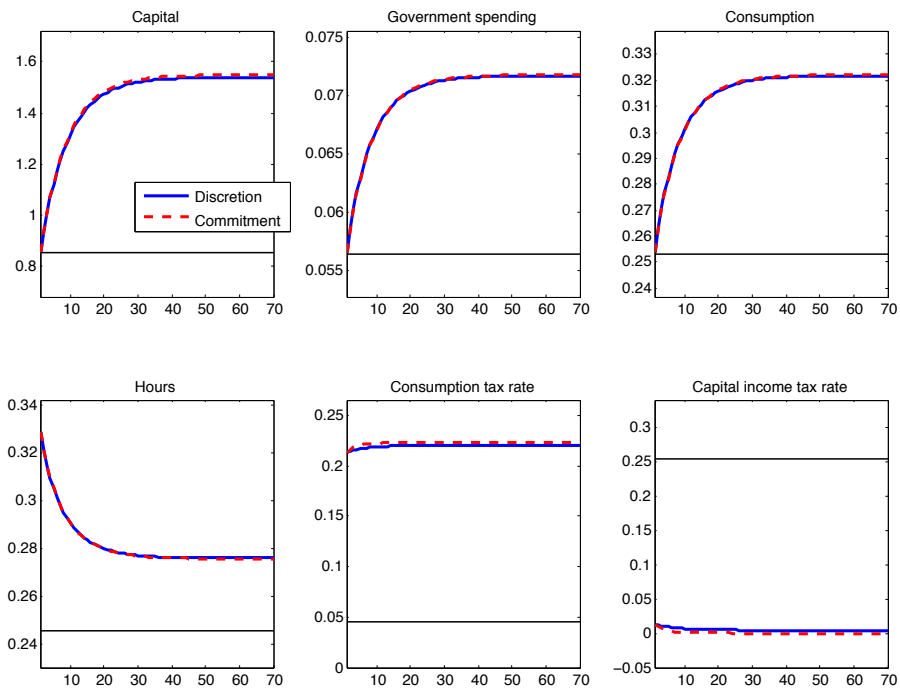 Capital
1.6
1.4
1.2
1
0.8
10 20 30 40 50 60 70
Discretion
Commitment
Government spending
0.075
0.07
0.065
0.06
0.055
10 20 30 40 50 60 70
Consumption
0.33
0.32
0.31
0.3
0.29
0.28
0.27
0.26
0.25
0.24
10 20 30 40 50 60 70
Hours
0.34
0.32
0.3
0.28
0.26
0.24
10 20 30 40 50 60 70
Consumption tax rate
0.25
0.2
0.15
0.1
0.05
0
10 20 30 40 50 60 70
Capital income tax rate
0.3
0.25
0.2
0.15
0.1
0.05
0
−0.05
10 20 30 40 50 60 70